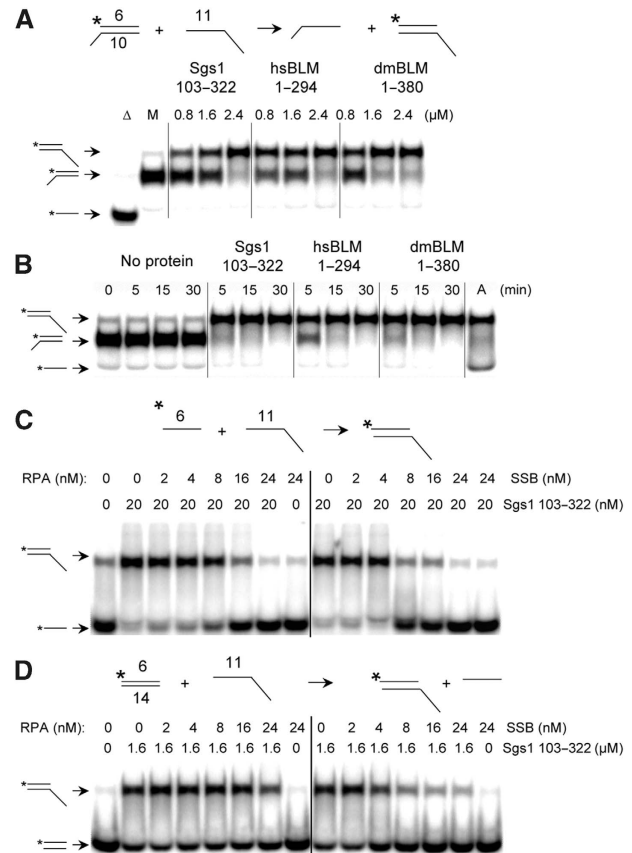 A
* 6 11
10 + → + *
Sgs1 hsBLM dmBLM
103–322 1–294 1–380
Δ M 0.8 1.6 2.4 0.8 1.6 2.4 0.8 1.6 2.4 (µM)
*
*
*
B
No protein Sgs1 hsBLM dmBLM
103–322 1–294 1–380
0 5 15 30 5 15 30 5 15 30 5 15 30 A (min)
*
*
*
C
* 6 + 11 → *
RPA (nM): 0 0 2 4 8 16 24 24 0 2 4 8 16 24 24 SSB (nM)
0 20 20 20 20 20 20 0 20 20 20 20 20 20 20 Sgs1 103–322 (nM)
*
*
D
* 6 11
14 + → * +
RPA (nM): 0 0 2 4 8 16 24 24 0 2 4 8 16 24 24 SSB (nM)
0 1.6 1.6 1.6 1.6 1.6 1.6 0 1.6 1.6 1.6 1.6 1.6 1.6 0 Sgs1 103–322 (µM)
*
*